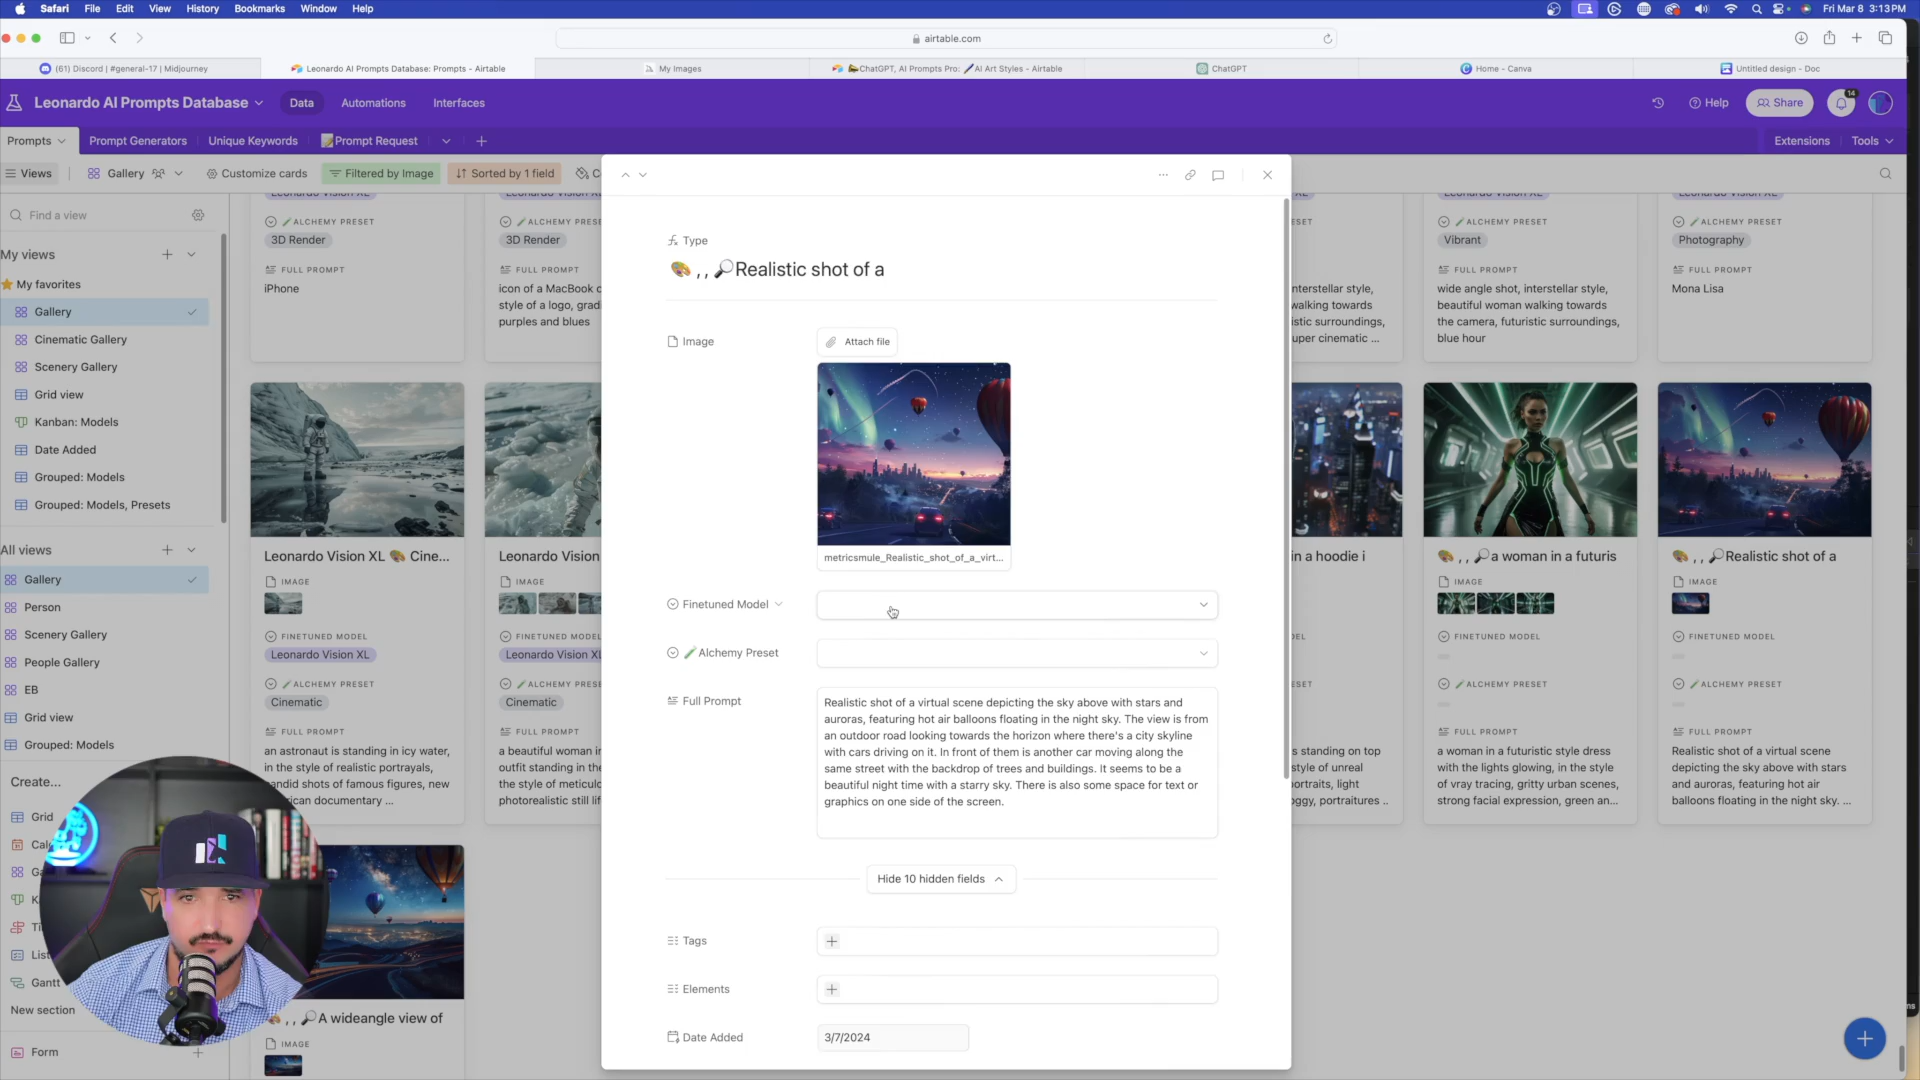 Safari File Edit View History Bookmarks Window Help
Fri Mar 8 3:13 PM
airtable.com
(61) Discord | #general-17 | Midjourney
Leonardo AI Prompts Database: Prompts - Airtable
My Images
ChatGPT, AI Prompts Pro: 🖍AI Art Styles - Airtable
ChatGPT
Home - Canva
Untitled design - Doc
Leonardo AI Prompts Database
Data Automations Interfaces
Help Share 14
Prompts Prompt Generators Unique Keywords 📝Prompt Request
Extensions Tools
Views Gallery Customize cards Filtered by Image Sorted by 1 field
Find a view
My views
My favorites
Gallery
Cinematic Gallery
Scenery Gallery
Grid view
Kanban: Models
Date Added
Grouped: Models
Grouped: Models, Presets
All views
Gallery
Person
Scenery Gallery
People Gallery
EB
Grid view
Grouped: Models
Create...
Grid
New section
Gantt
Form
Leonardo Vision XL
ALCHEMY PRESET
3D Render
FULL PROMPT
iPhone
ALCHEMY PRESET
3D Render
FULL PROMPT
icon of a MacBook
style of a logo, grad
purples and blues
Leonardo Vision XL 🎨 Cine...
IMAGE
FINETUNED MODEL
Leonardo Vision XL
ALCHEMY PRESET
Cinematic
FULL PROMPT
an astronaut is standing in icy water,
in the style of realistic portrayals,
candid shots of famous figures, new
american documentary ...
Leonardo Vision
IMAGE
FINETUNED MODEL
Leonardo Vision X
ALCHEMY PRESE
Cinematic
FULL PROMPT
a beautiful woman i
outfit standing in the
the style of meticulo
photorealistic still lif
🎨 , , 🔎A wideangle view of
IMAGE
Type
🎨 , , 🔎Realistic shot of a
Image
Attach file
metricsmule_Realistic_shot_of_a_virt...
Finetuned Model
Alchemy Preset
Full Prompt
Realistic shot of a virtual scene depicting the sky above with stars and
auroras, featuring hot air balloons floating in the night sky. The view is from
an outdoor road looking towards the horizon where there's a city skyline
with cars driving on it. In front of them is another car moving along the
same street with the backdrop of trees and buildings. It seems to be a
beautiful night time with a starry sky. There is also some space for text or
graphics on one side of the screen.
Hide 10 hidden fields
Tags
Elements
Date Added
3/7/2024
SET
nterstellar style,
walking towards
istic surroundings,
uper cinematic ...
in a hoodie i
DEL
SET
s standing on top
style of unreal
portraits, light
oggy, portraitures ..
ALCHEMY PRESET
Vibrant
FULL PROMPT
wide angle shot, interstellar style,
beautiful woman walking towards
the camera, futuristic surroundings,
blue hour
🎨 , , 🔎a woman in a futuris
IMAGE
FINETUNED MODEL
ALCHEMY PRESET
FULL PROMPT
a woman in a futuristic style dress
with the lights glowing, in the style
of vray tracing, gritty urban scenes,
strong facial expression, green an...
ALCHEMY PRESET
Photography
FULL PROMPT
Mona Lisa
🎨 , , 🔎Realistic shot of a
IMAGE
FINETUNED MODEL
ALCHEMY PRESET
FULL PROMPT
Realistic shot of a virtual scene
depicting the sky above with stars
and auroras, featuring hot air
balloons floating in the night sky. ...